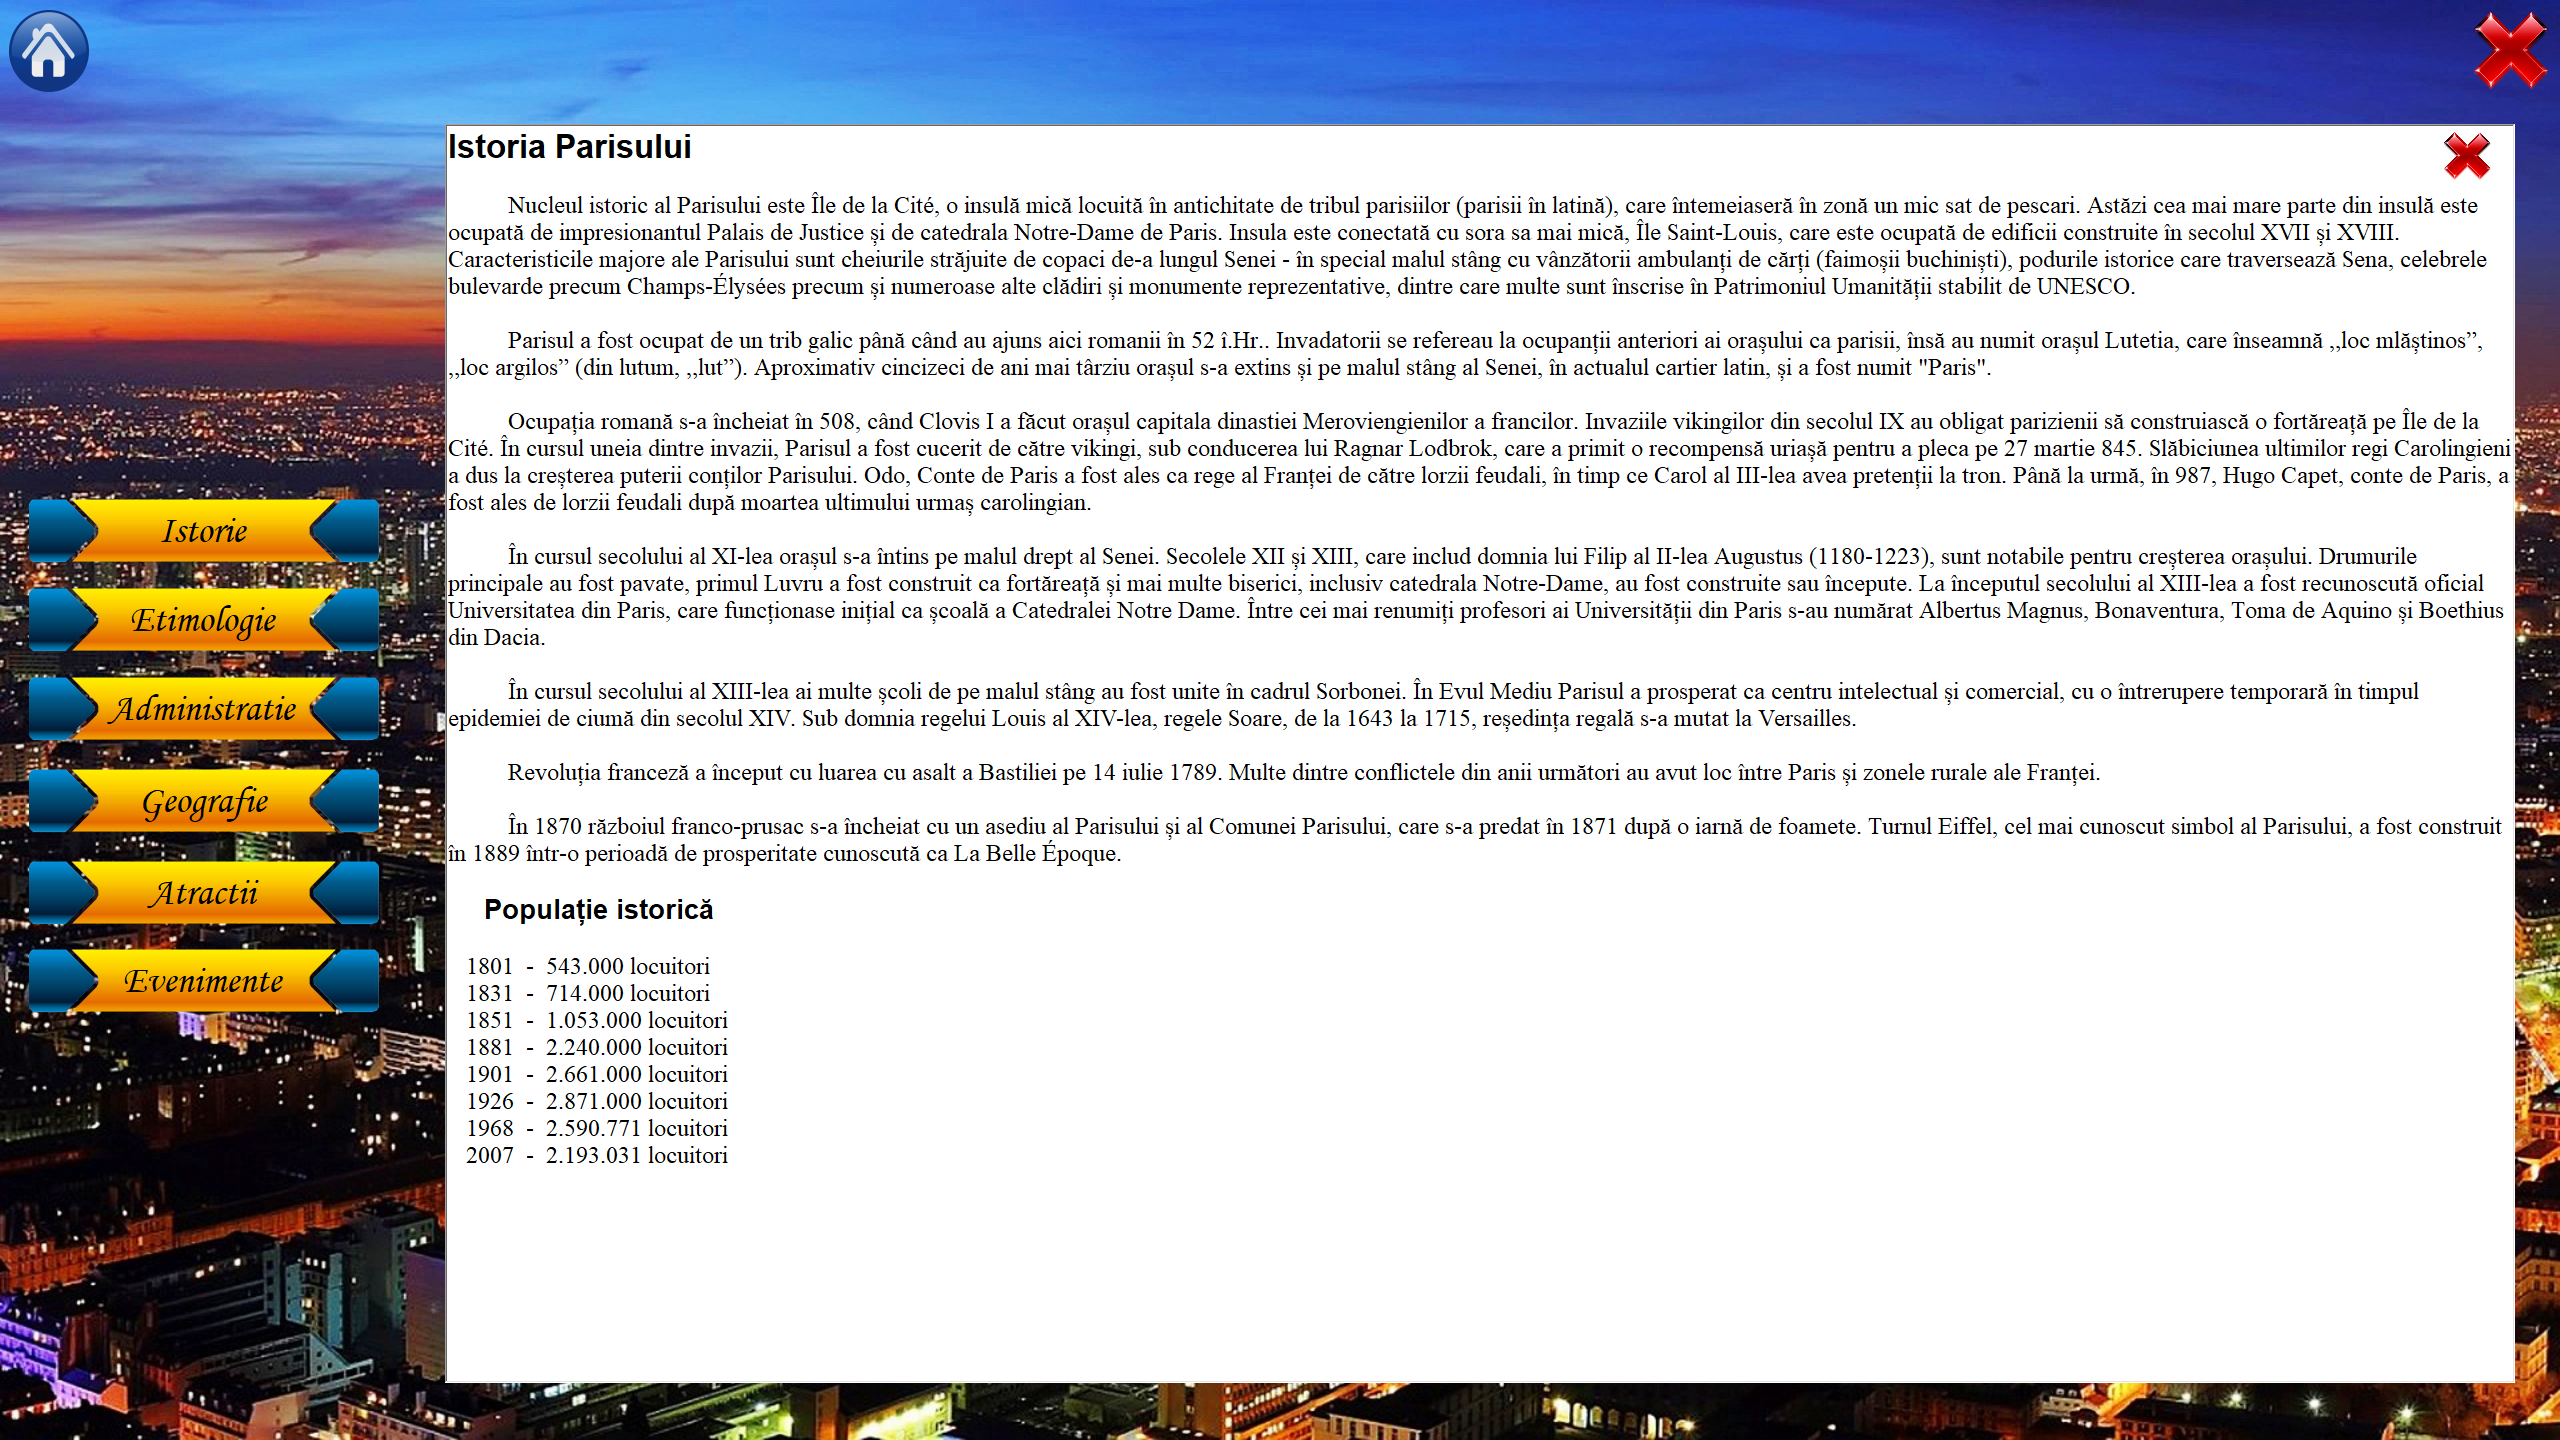 Istoria Parisului
Nucleul istoric al Parisului este Île de la Cité, o insulă mică locuită în antichitate de tribul parisiilor (parisii în latină), care întemeiaseră în zonă un mic sat de pescari. Astăzi cea mai mare parte din insulă este
ocupată de impresionantul Palais de Justice și de catedrala Notre-Dame de Paris. Insula este conectată cu sora sa mai mică, Île Saint-Louis, care este ocupată de edificii construite în secolul XVII și XVIII.
Caracteristicile majore ale Parisului sunt cheiurile străjuite de copaci de-a lungul Senei - în special malul stâng cu vânzătorii ambulanți de cărți (faimoșii buchiniști), podurile istorice care traversează Sena, celebrele
bulevarde precum Champs-Élysées precum și numeroase alte clădiri și monumente reprezentative, dintre care multe sunt înscrise în Patrimoniul Umanității stabilit de UNESCO.
Parisul a fost ocupat de un trib galic până când au ajuns aici romanii în 52 î.Hr.. Invadatorii se refereau la ocupanții anteriori ai orașului ca parisii, însă au numit orașul Lutetia, care înseamnă ,,loc mlăștinos”,
,,loc argilos” (din lutum, ,,lut”). Aproximativ cincizeci de ani mai târziu orașul s-a extins și pe malul stâng al Senei, în actualul cartier latin, și a fost numit "Paris".
Ocupația romană s-a încheiat în 508, când Clovis I a făcut orașul capitala dinastiei Meroviengienilor a francilor. Invaziile vikingilor din secolul IX au obligat parizienii să construiască o fortăreață pe Île de la
Cité. În cursul uneia dintre invazii, Parisul a fost cucerit de către vikingi, sub conducerea lui Ragnar Lodbrok, care a primit o recompensă uriașă pentru a pleca pe 27 martie 845. Slăbiciunea ultimilor regi Carolingieni
a dus la creșterea puterii conților Parisului. Odo, Conte de Paris a fost ales ca rege al Franței de către lorzii feudali, în timp ce Carol al III-lea avea pretenții la tron. Până la urmă, în 987, Hugo Capet, conte de Paris, a
fost ales de lorzii feudali după moartea ultimului urmaș carolingian.
În cursul secolului al XI-lea orașul s-a întins pe malul drept al Senei. Secolele XII și XIII, care includ domnia lui Filip al II-lea Augustus (1180-1223), sunt notabile pentru creșterea orașului. Drumurile
principale au fost pavate, primul Luvru a fost construit ca fortăreață și mai multe biserici, inclusiv catedrala Notre-Dame, au fost construite sau începute. La începutul secolului al XIII-lea a fost recunoscută oficial
Universitatea din Paris, care funcționase inițial ca școală a Catedralei Notre Dame. Între cei mai renumiți profesori ai Universității din Paris s-au numărat Albertus Magnus, Bonaventura, Toma de Aquino și Boethius
din Dacia.
În cursul secolului al XIII-lea ai multe școli de pe malul stâng au fost unite în cadrul Sorbonei. În Evul Mediu Parisul a prosperat ca centru intelectual și comercial, cu o întrerupere temporară în timpul
epidemiei de ciumă din secolul XIV. Sub domnia regelui Louis al XIV-lea, regele Soare, de la 1643 la 1715, reședința regală s-a mutat la Versailles.
Revoluția franceză a început cu luarea cu asalt a Bastiliei pe 14 iulie 1789. Multe dintre conflictele din anii următori au avut loc între Paris și zonele rurale ale Franței.
În 1870 războiul franco-prusac s-a încheiat cu un asediu al Parisului și al Comunei Parisului, care s-a predat în 1871 după o iarnă de foamete. Turnul Eiffel, cel mai cunoscut simbol al Parisului, a fost construit
în 1889 într-o perioadă de prosperitate cunoscută ca La Belle Époque.
Populație istorică
1801 - 543.000 locuitori
1831 - 714.000 locuitori
1851 - 1.053.000 locuitori
1881 - 2.240.000 locuitori
1901 - 2.661.000 locuitori
1926 - 2.871.000 locuitori
1968 - 2.590.771 locuitori
2007 - 2.193.031 locuitori
Istorie
Etimologie
Administratie
Geografie
Atractii
Evenimente